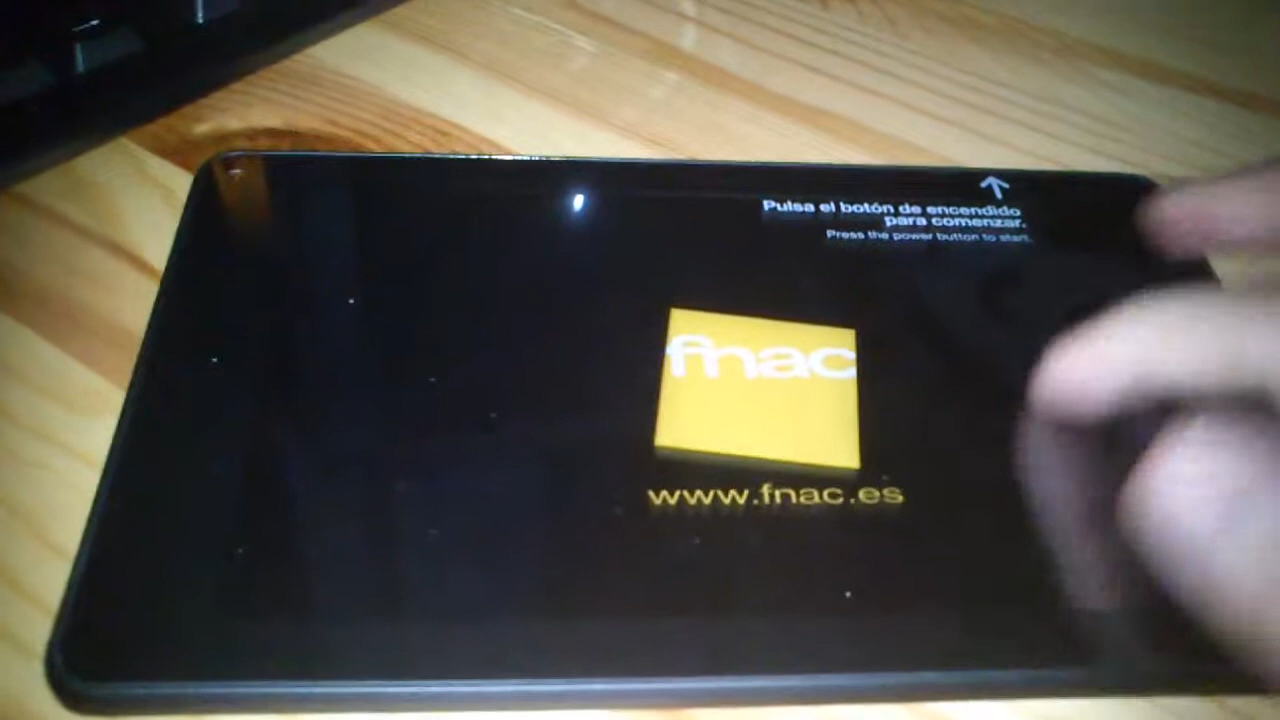 Pulsa el botón de encendido
para comenzar.
Press the power button to start.
fnac
www.fnac.es